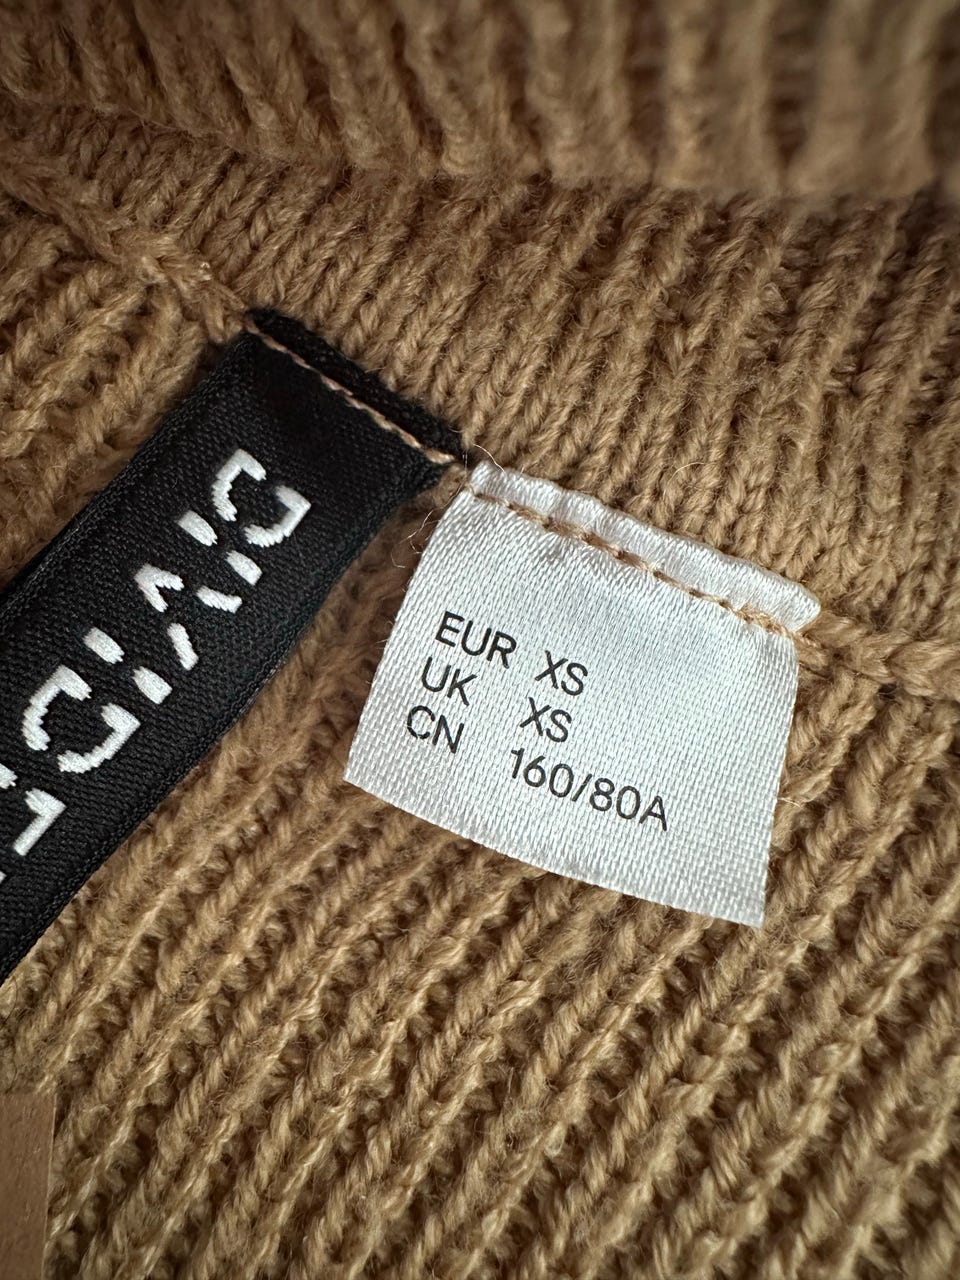 EUR XS
UK XS
CN 160/80A